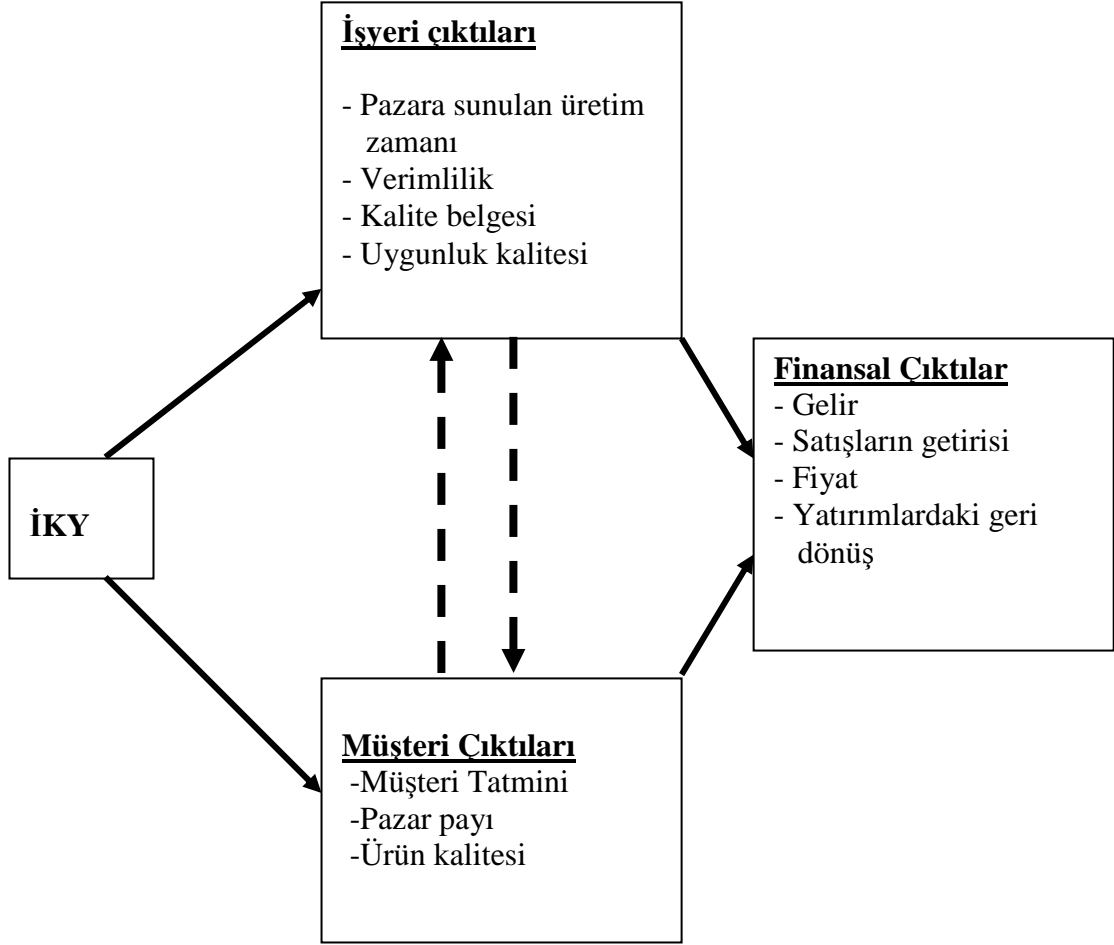 İşyeri çıktıları
- Pazara sunulan üretim
zamanı
- Verimlilik
- Kalite belgesi
- Uygunluk kalitesi
Finansal Çıktılar
- Gelir
- Satışların getirisi
- Fiyat
- Yatırımlardaki geri
dönüş
İKY
Müşteri Çıktıları
-Müşteri Tatmini
-Pazar payı
-Ürün kalitesi